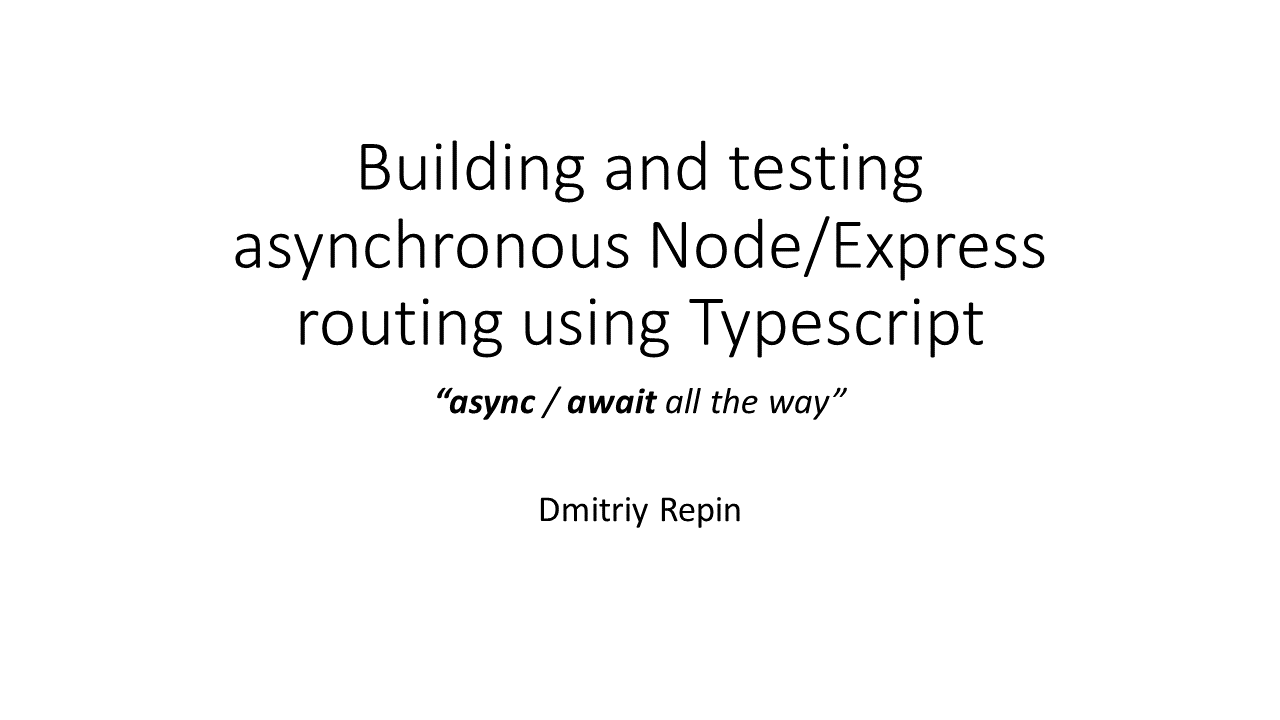 Building and testing
asynchronous Node/Express
routing using Typescript
“async / await all the way”
Dmitriy Repin